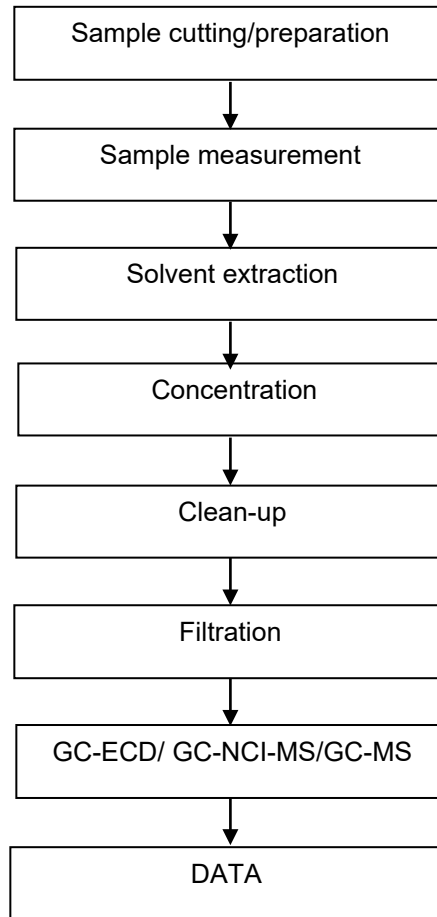 Sample cutting/preparation
Sample measurement
Solvent extraction
Concentration
Clean-up
Filtration
GC-ECD/ GC-NCI-MS/GC-MS
DATA